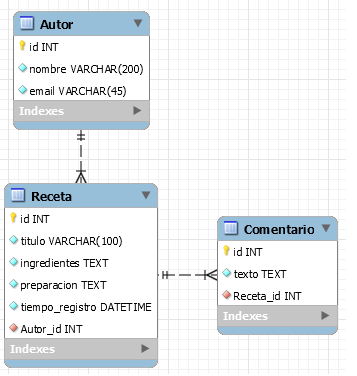 Autor
id INT
nombre VARCHAR(200)
email VARCHAR(45)
Indexes
Receta
id INT
titulo VARCHAR(100)
ingredientes TEXT
preparacion TEXT
tiempo_registro DATETIME
Autor_id INT
Indexes
Comentario
id INT
texto TEXT
Receta_id INT
Indexes